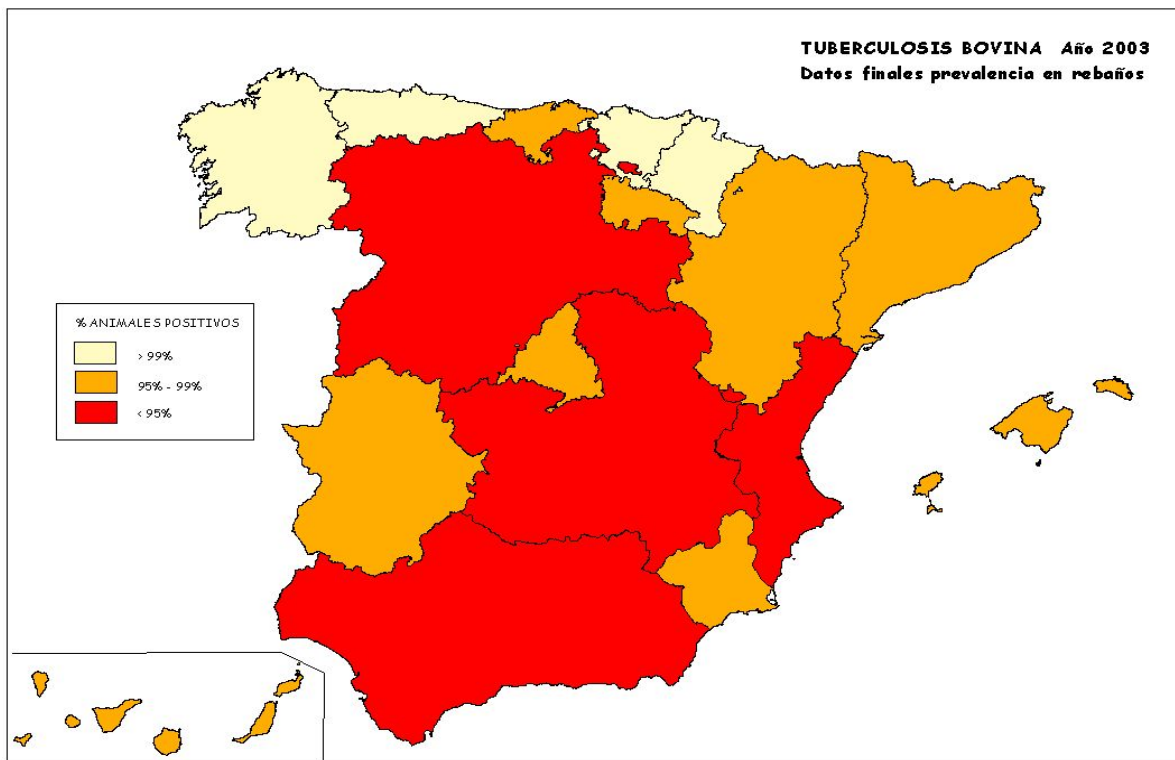 TUBERCULOSIS BOVINA Año 2003
Datos finales prevalencia en rebaños
% ANIMALES POSITIVOS
> 99%
95% - 99%
< 95%